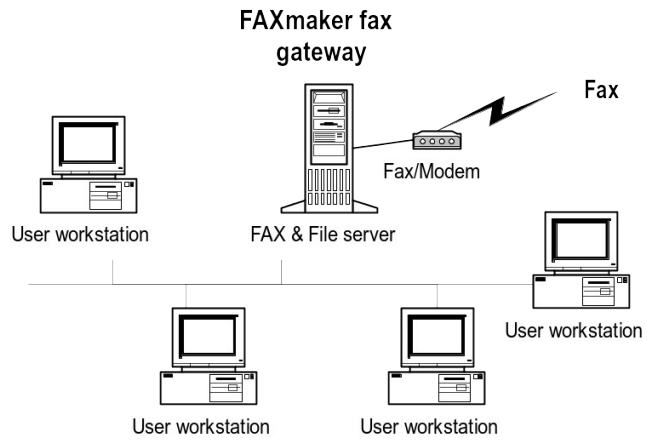 FAXmaker fax
gateway
Fax
Fax/Modem
User workstation
FAX & File server
User workstation
User workstation
User workstation